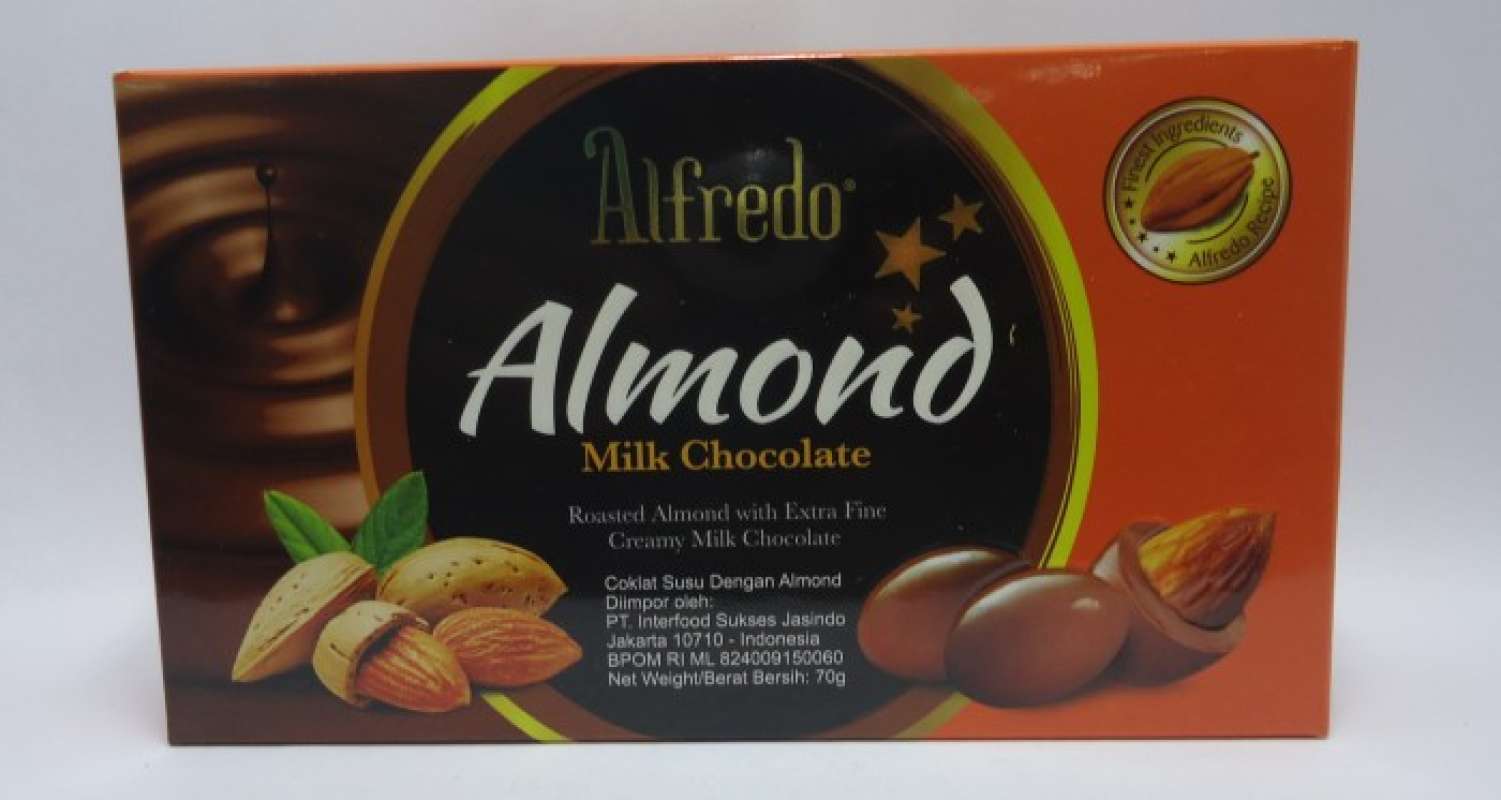 Alfredo®
Almond
Milk Chocolate
Roasted Almond with Extra Fine
Creamy Milk Chocolate
Coklat Susu Dengan Almond
Diimpor oleh:
PT. Interfood Sukses Jasindo
Jakarta 10710 - Indonesia
BPOM RI ML 824009150060
Net Weight/Berat Bersih: 70g
Finest Ingredients
Alfredo Recipe